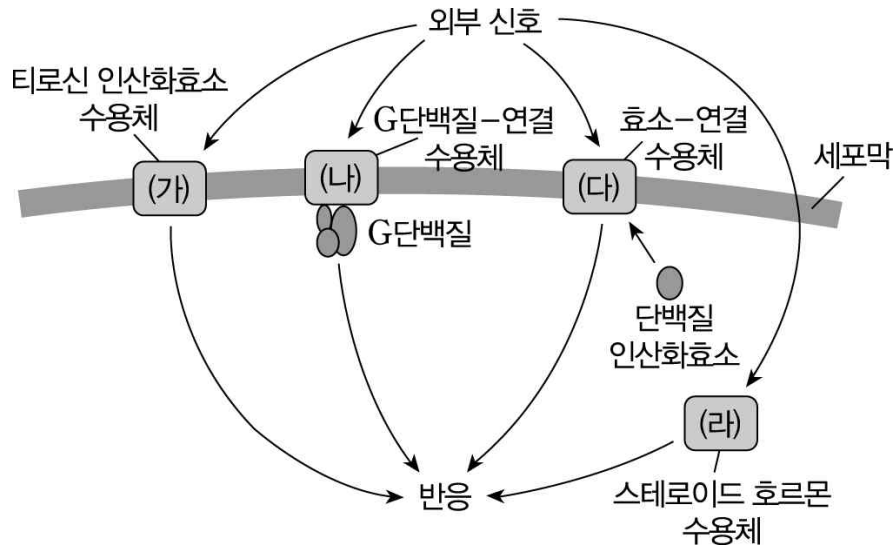 외부 신호
티로신 인산화효소
수용체
G단백질-연결
수용체
효소-연결
수용체
세포막
(가)
(나)
(다)
G단백질
단백질
인산화효소
(라)
반응
스테로이드 호르몬
수용체